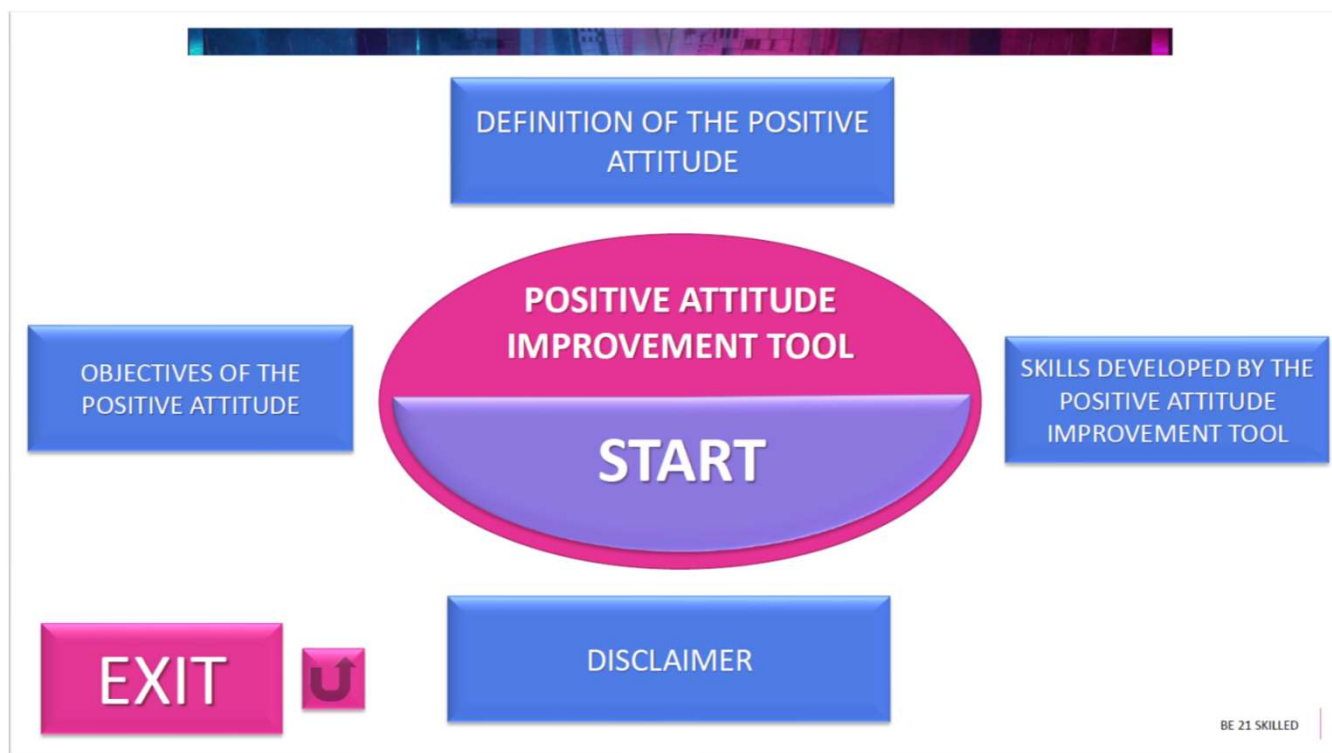 DEFINITION OF THE POSITIVE
ATTITUDE
POSITIVE ATTITUDE
IMPROVEMENT TOOL
START
OBJECTIVES OF THE
POSITIVE ATTITUDE
SKILLS DEVELOPED BY THE
POSITIVE ATTITUDE
IMPROVEMENT TOOL
DISCLAIMER
EXIT
BE 21 SKILLED